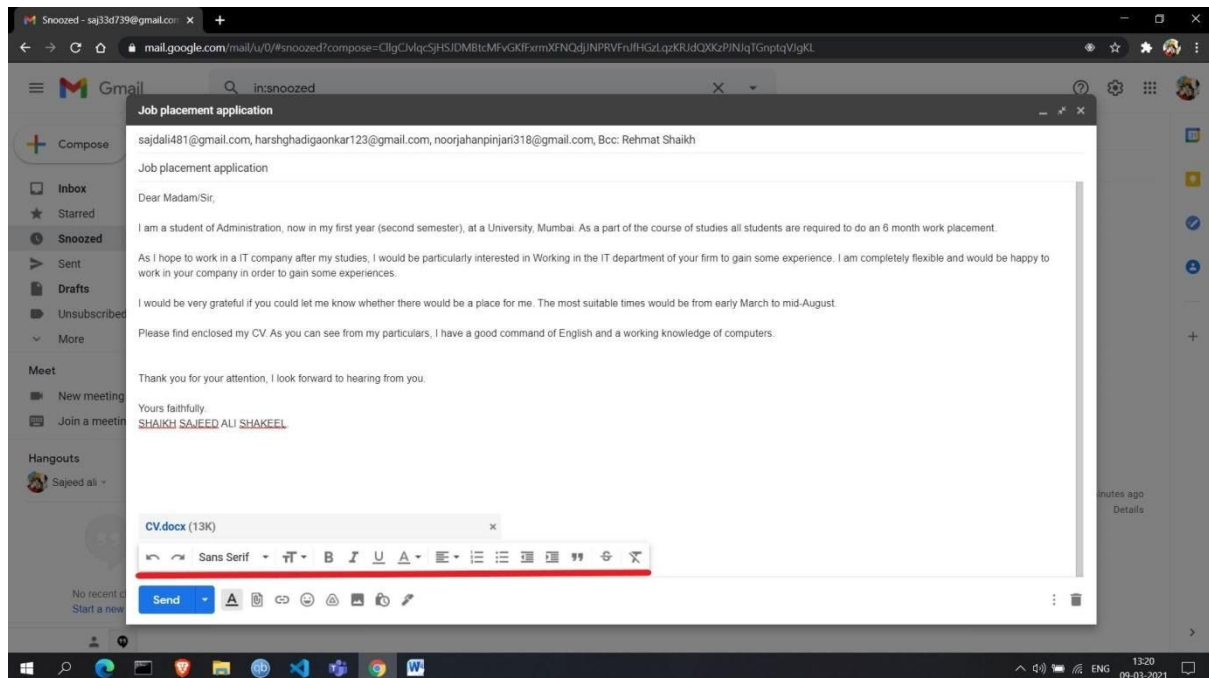 Snoozed - saj33d739@gmail.com
mail.google.com/mail/u/0/#snoozed?compose=
Gmail
in:snoozed
Job placement application
sajdali481@gmail.com, harshghadigaonkar123@gmail.com, noorjahanpinjari318@gmail.com, Bcc: Rehmat Shaikh
Job placement application
Compose
Inbox
Starred
Snoozed
Sent
Drafts
Unsubscribed
More
Meet
New meeting
Join a meetin
Hangouts
Sajeed ali
No recent c
Start a new
Dear Madam/Sir,
I am a student of Administration, now in my first year (second semester), at a University, Mumbai. As a part of the course of studies all students are required to do an 6 month work placement.
As I hope to work in a IT company after my studies, I would be particularly interested in Working in the IT department of your firm to gain some experience. I am completely flexible and would be happy to
work in your company in order to gain some experiences.
I would be very grateful if you could let me know whether there would be a place for me. The most suitable times would be from early March to mid-August.
Please find enclosed my CV. As you can see from my particulars, I have a good command of English and a working knowledge of computers.
Thank you for your attention, I look forward to hearing from you.
Yours faithfully.
SHAIKH SAJEED ALI SHAKEEL.
CV.docx (13K)
Sans Serif
Send
inutes ago
Details
ENG
13:20
09-03-2021